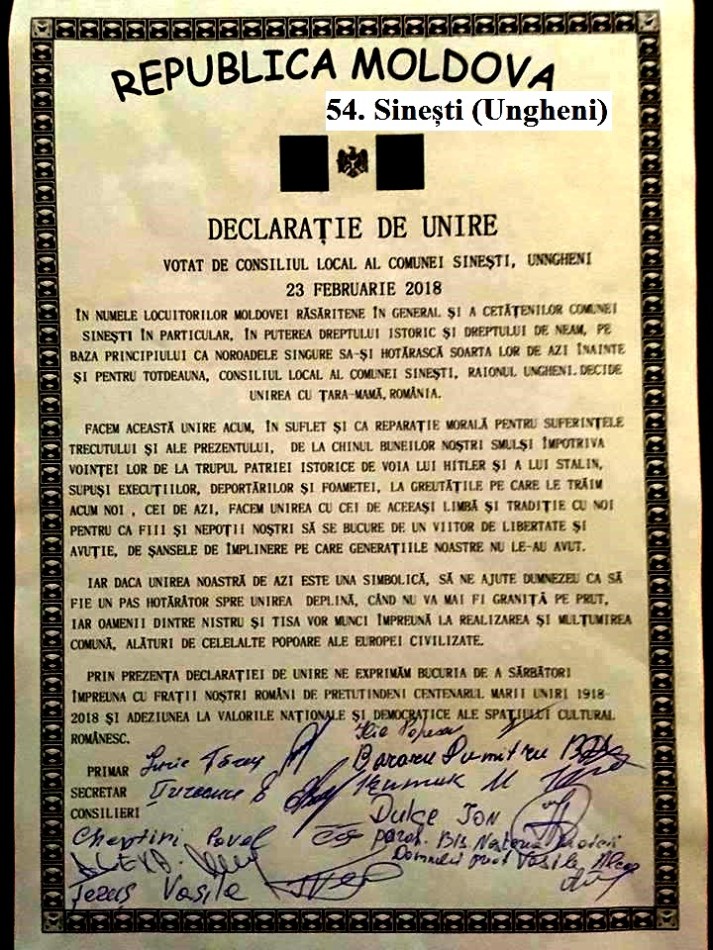 REPUBLICA MOLDOVA
54. Sinești (Ungheni)
DECLARAȚIE DE UNIRE
VOTAT DE CONSILIUL LOCAL AL COMUNEI SINEȘTI, UNNGHENI
23 FEBRUARIE 2018
ÎN NUMELE LOCUITORILOR MOLDOVEI RĂSĂRITENE ÎN GENERAL ȘI A CETĂȚENILOR COMUNEI
SINEȘTI ÎN PARTICULAR, ÎN PUTEREA DREPTULUI ISTORIC ȘI DREPTULUI DE NEAM, PE
BAZA PRINCIPIULUI CA NOROADELE SINGURE SA-ȘI HOTĂRASCĂ SOARTA LOR DE AZI ÎNAINTE
ȘI PENTRU TOTDEAUNA, CONSILIUL LOCAL AL COMUNEI SINEȘTI, RAIONUL UNGHENI. DECIDE
UNIREA CU ȚARA-MAMĂ, ROMÂNIA.
FACEM ACEASTĂ UNIRE ACUM, ÎN SUFLET ȘI CA REPARAȚIE MORALĂ PENTRU SUFERINȚELE
TRECUTULUI ȘI ALE PREZENTULUI, DE LA CHINUL BUNEILOR NOȘTRI SMULȘI ÎMPOTRIVA
VOINȚEI LOR DE LA TRUPUL PATRIEI ISTORICE DE VOIA LUI HITLER ȘI A LUI STALIN,
SUPUȘI EXECUȚIILOR, DEPORTĂRILOR ȘI FOAMETEI, LA GREUTĂȚILE PE CARE LE TRĂIM
ACUM NOI , CEI DE AZI, FACEM UNIREA CU CEI DE ACEEAȘI LIMBĂ ȘI TRADIȚIE CU NOI
PENTRU CA FIII ȘI NEPOȚII NOȘTRI SĂ SE BUCURE DE UN VIITOR DE LIBERTATE ȘI
AVUȚIE, DE ȘANSELE DE ÎMPLINERE PE CARE GENERAȚIILE NOASTRE NU LE-AU AVUT.
IAR DACA UNIREA NOASTRĂ DE AZI ESTE UNA SIMBOLICĂ, SĂ NE AJUTE DUMNEZEU CA SĂ
FIE UN PAS HOTĂRÂTOR SPRE UNIREA DEPLINĂ, CÂND NU VA MAI FI GRANIȚĂ PE PRUT,
IAR OAMENII DINTRE NISTRU ȘI TISA VOR MUNCI ÎMPREUNĂ LA REALIZAREA ȘI MULȚUMIREA
COMUNĂ, ALĂTURI DE CELELALTE POPOARE ALE EUROPEI CIVILIZATE.
PRIN PREZENȚA DECLARAȚIEI DE UNIRE NE EXPRIMĂM BUCURIA DE A SĂRBĂTORI
ÎMPREUNA CU FRAȚII NOȘTRI ROMÂNI DE PRETUTINDENI CENTENARUL MARII UNIRI 1918-
2018 ȘI ADEZIUNEA LA VALORILE NAȚIONALE ȘI DEMOCRATICE ALE SPAȚIULUI CULTURAL
ROMÂNESC.
PRIMAR
Dumitru
SECRETAR
CONSILIERI
Dulce Ion
Pavel
Vasile
Vasile